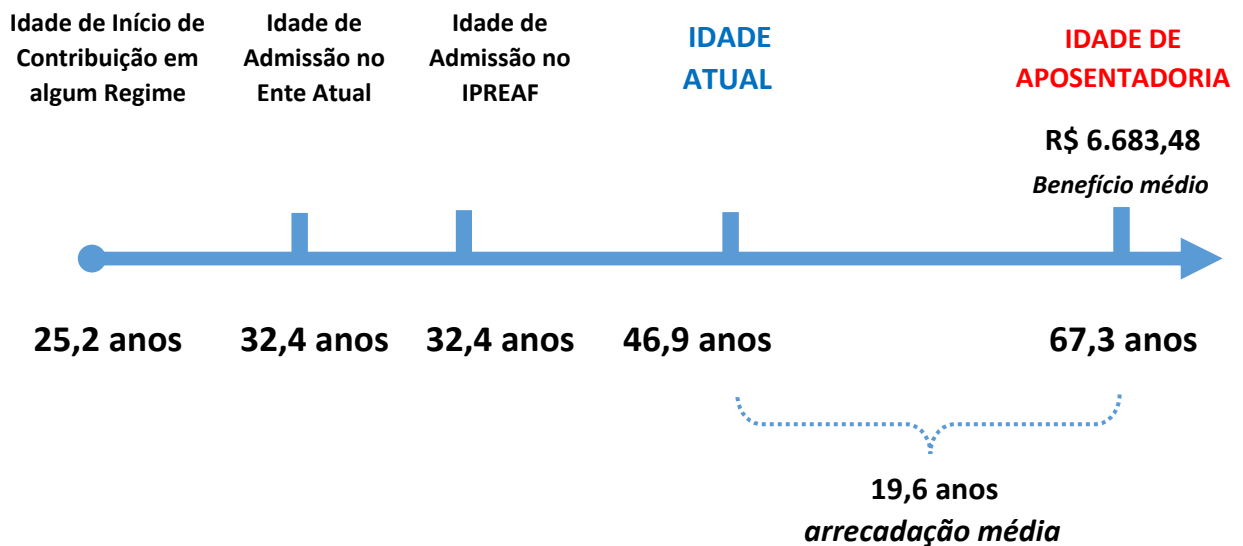 Idade de Início de
Contribuição em
algum Regime
Idade de
Admissão no
Ente Atual
Idade de
Admissão no
IPREAF
IDADE
ATUAL
IDADE DE
APOSENTADORIA
R$ 6.683,48
Benefício médio
25,2 anos
32,4 anos
32,4 anos
46,9 anos
67,3 anos
19,6 anos
arrecadação média